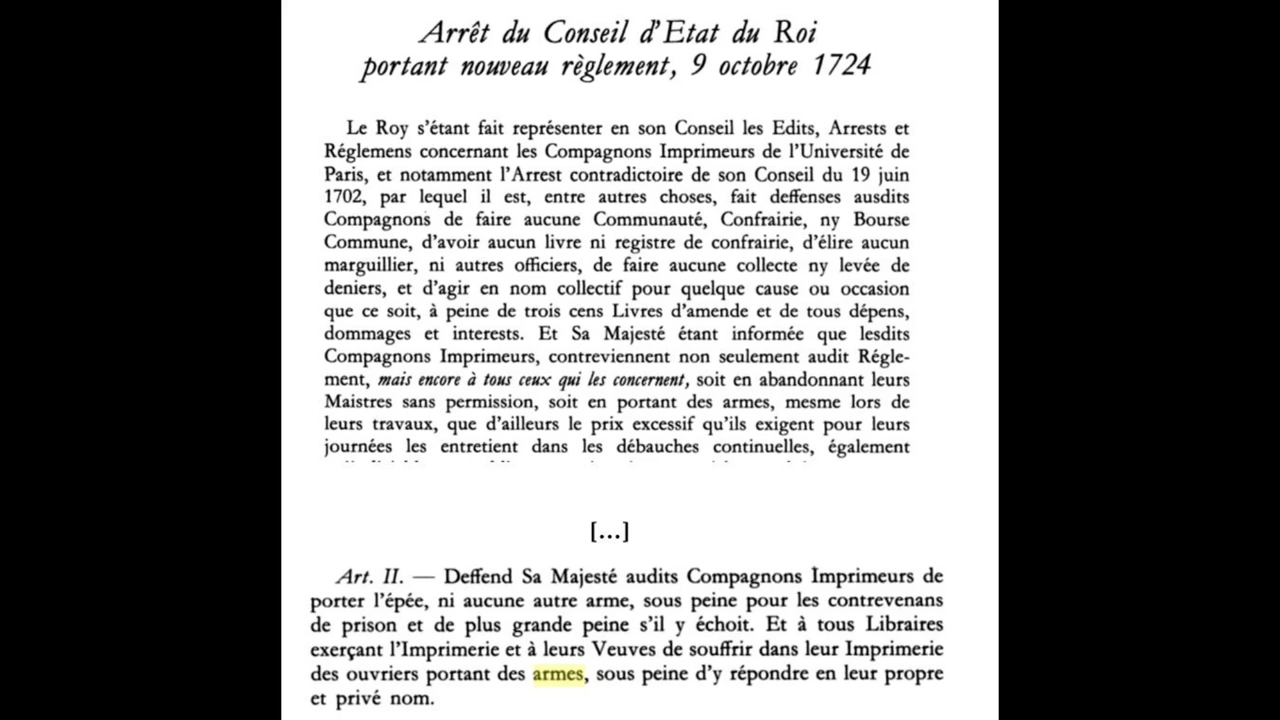 Arrêt du Conseil d'Etat du Roi
portant nouveau règlement, 9 octobre 1724
Le Roy s'étant fait représenter en son Conseil les Edits, Arrests et
Réglemens concernant les Compagnons Imprimeurs de l'Université de
Paris, et notamment l'Arrest contradictoire de son Conseil du 19 juin
1702, par lequel il est, entre autres choses, fait deffenses ausdits
Compagnons de faire aucune Communauté, Confrairie, ny Bourse
Commune, d'avoir aucun livre ni registre de confrairie, d'élire aucun
marguillier, ni autres officiers, de faire aucune collecte ny levée de
deniers, et d'agir en nom collectif pour quelque cause ou occasion
que ce soit, à peine de trois cens Livres d'amende et de tous dépens,
dommages et interests. Et Sa Majesté étant informée que lesdits
Compagnons Imprimeurs, contreviennent non seulement audit Régle-
ment, mais encore à tous ceux qui les concernent, soit en abandonnant leurs
Maistres sans permission, soit en portant des armes, mesme lors de
leurs travaux, que d'ailleurs le prix excessif qu'ils exigent pour leurs
journées les entretient dans les débauches continuelles, également
[...]
Art. II. — Deffend Sa Majesté audits Compagnons Imprimeurs de
porter l'épée, ni aucune autre arme, sous peine pour les contrevenans
de prison et de plus grande peine s'il y échoit. Et à tous Libraires
exerçant l'Imprimerie et à leurs Veuves de souffrir dans leur Imprimerie
des ouvriers portant des armes, sous peine d'y répondre en leur propre
et privé nom.